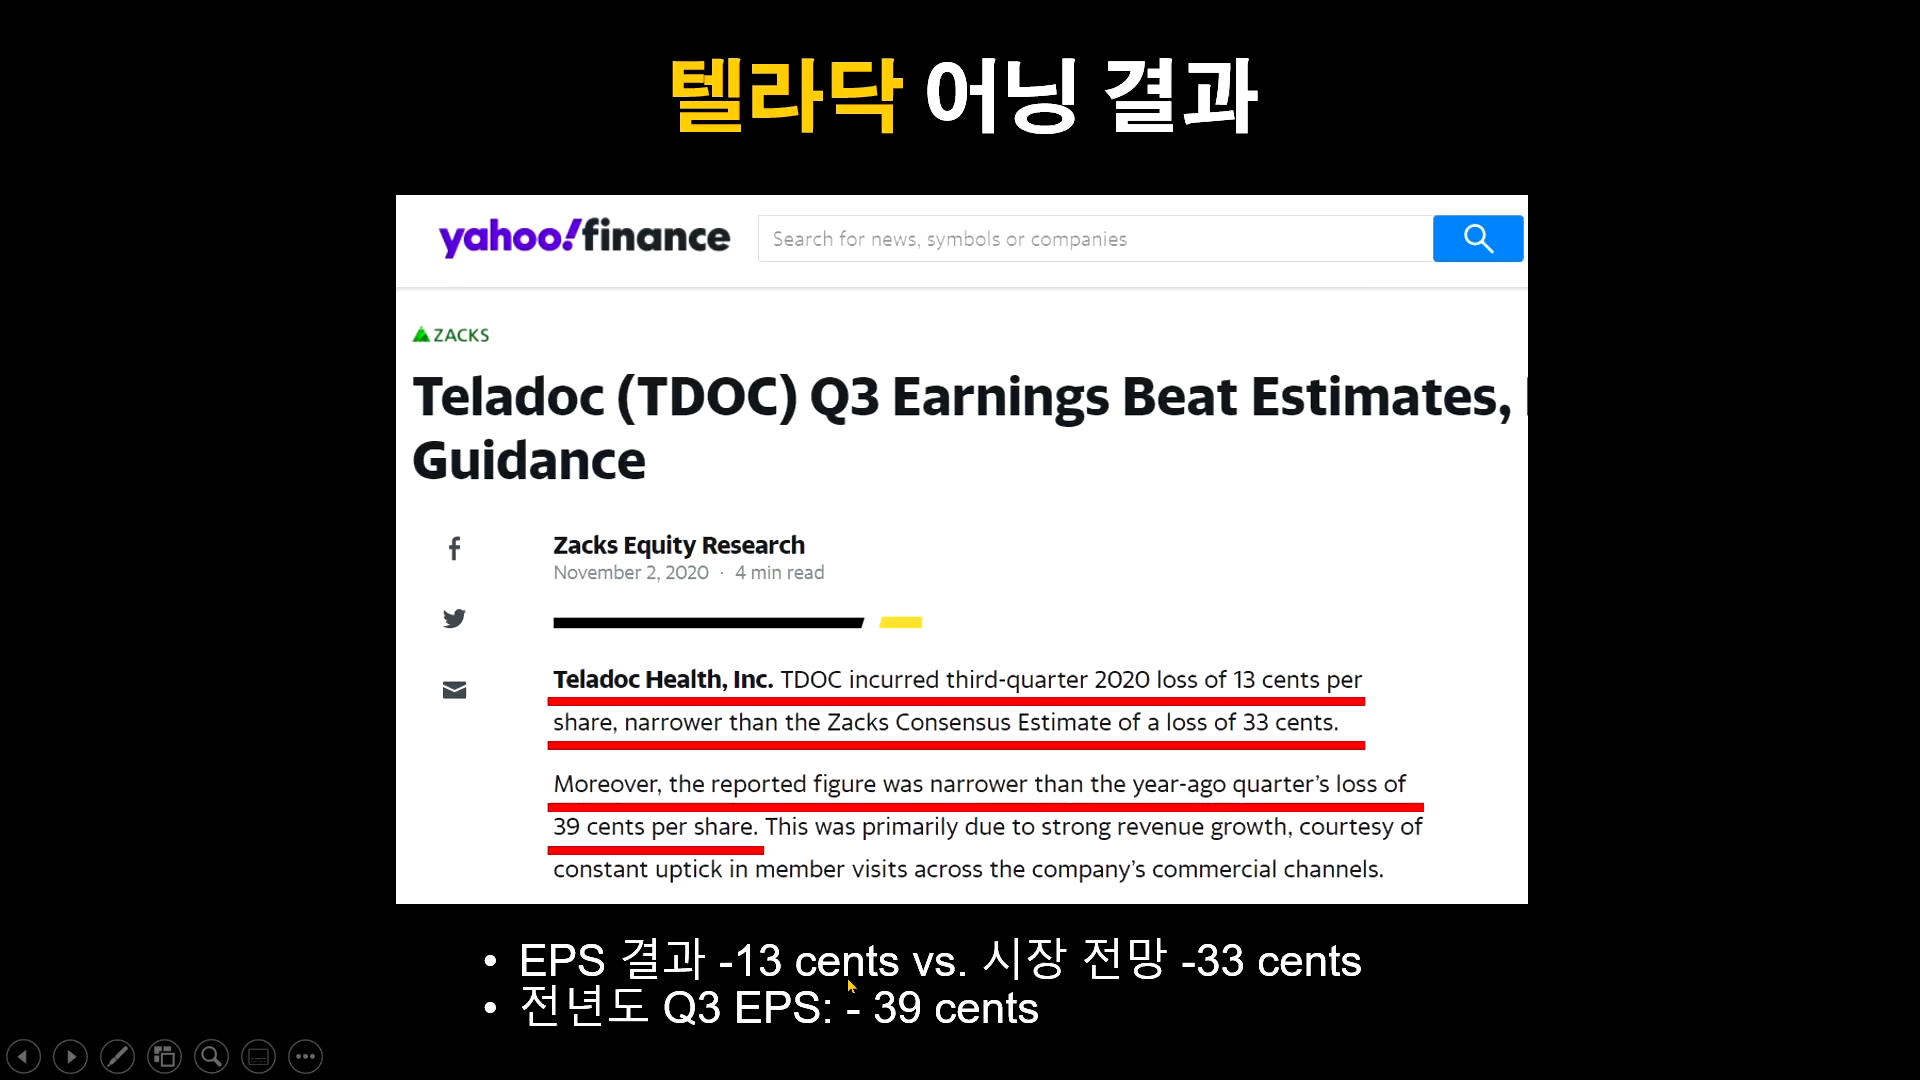 텔라닥 어닝 결과
yahoo!finance
Search for news, symbols or companies
ZACKS
Teladoc (TDOC) Q3 Earnings Beat Estimates,
Guidance
Zacks Equity Research
November 2, 2020 · 4 min read
Teladoc Health, Inc. TDOC incurred third-quarter 2020 loss of 13 cents per
share, narrower than the Zacks Consensus Estimate of a loss of 33 cents.
Moreover, the reported figure was narrower than the year-ago quarter’s loss of
39 cents per share. This was primarily due to strong revenue growth, courtesy of
constant uptick in member visits across the company’s commercial channels.
• EPS 결과 -13 cents vs. 시장 전망 -33 cents
• 전년도 Q3 EPS: - 39 cents